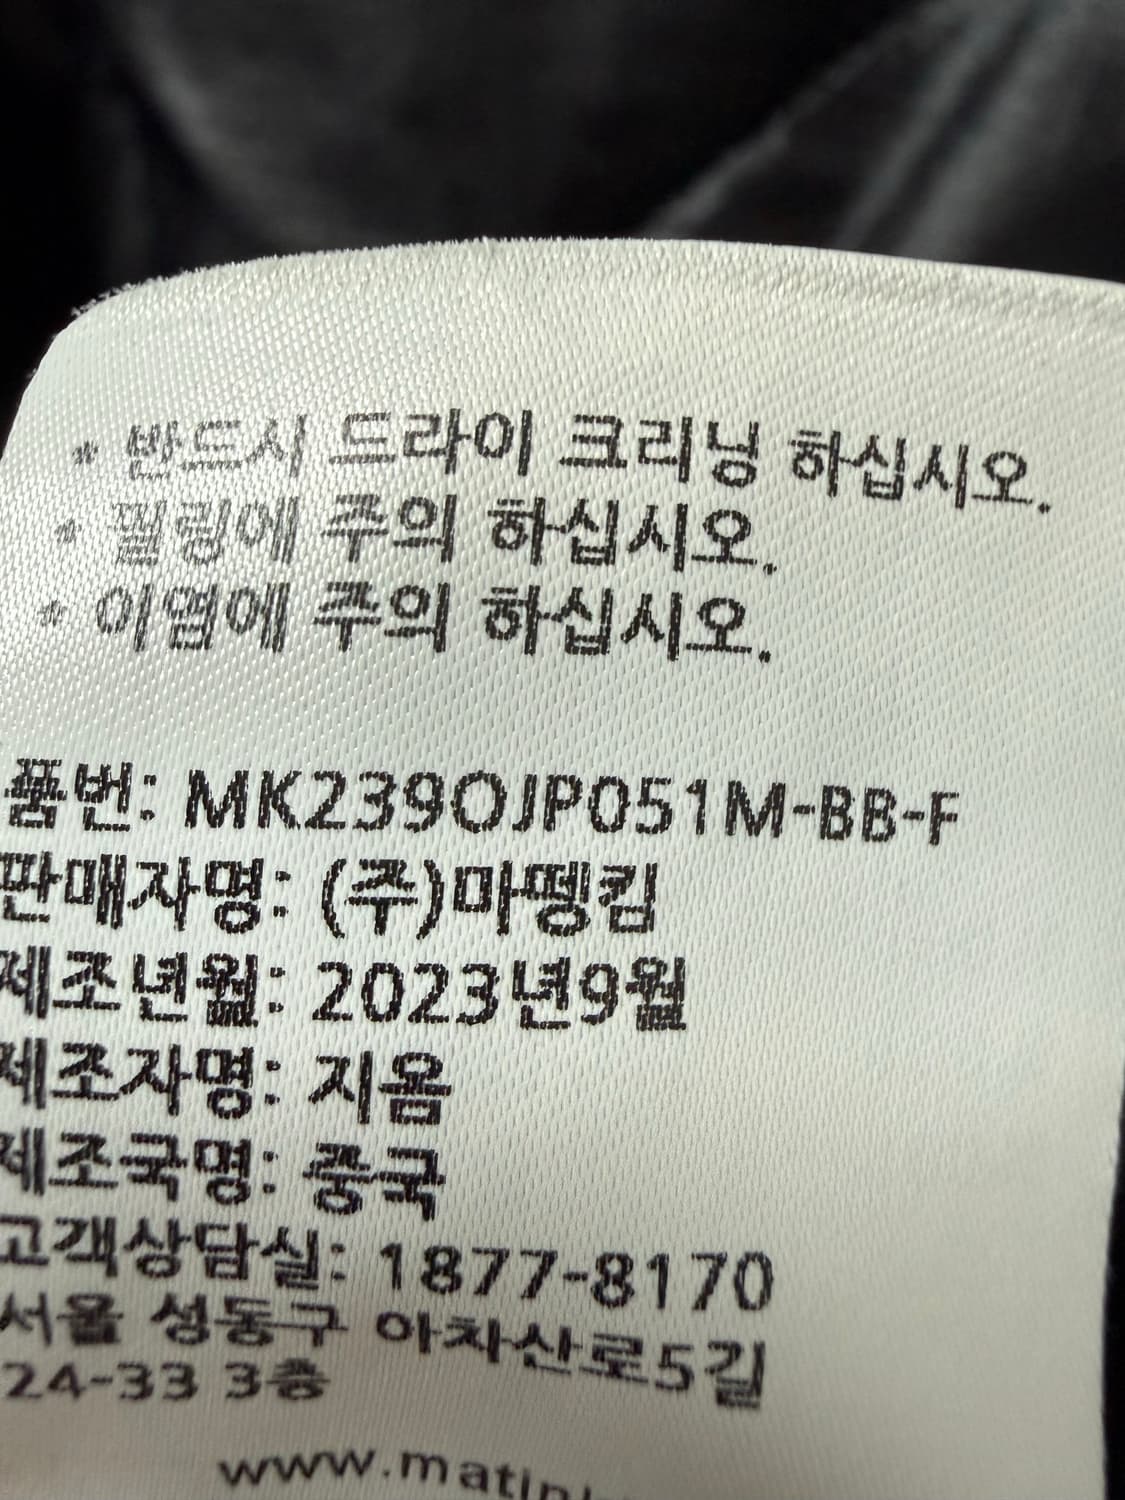 * 반드시 드라이 크리닝 하십시오.
* 필링에 주의 하십시오.
* 이염에 주의 하십시오.
품번: MK239OJP051M-BB-F
판매자명: (주)마뗑킴
제조년월: 2023년9월
제조자명: 지옴
제조국명: 중국
고객상담실: 1877-8170
서울 성동구 아차산로5길
24-33 3층
www.matin